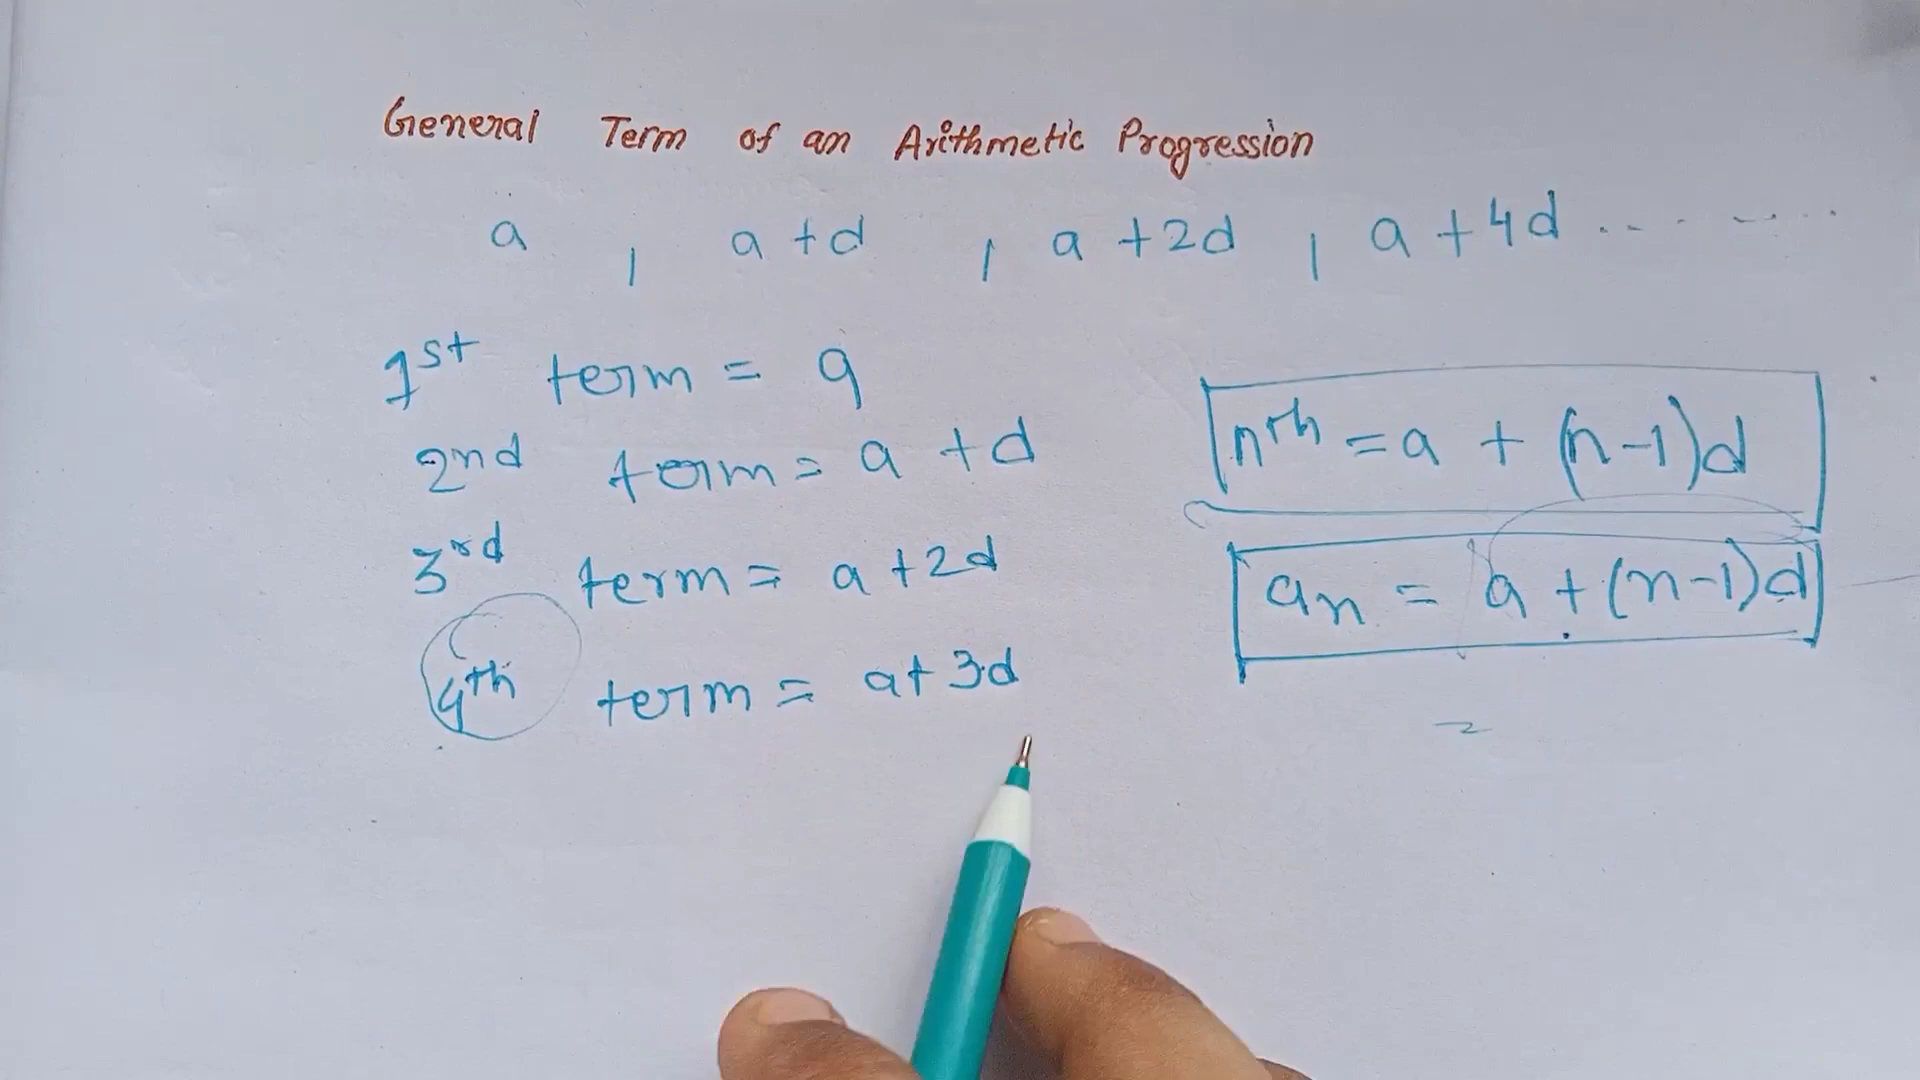 General Term of an Arithmetic Progression
a , a+d , a+2d , a+4d ........
1st term = a
2nd term = a+d
3rd term = a+2d
4th term = a+3d
nth = a + (n-1)d
an = a + (n-1)d